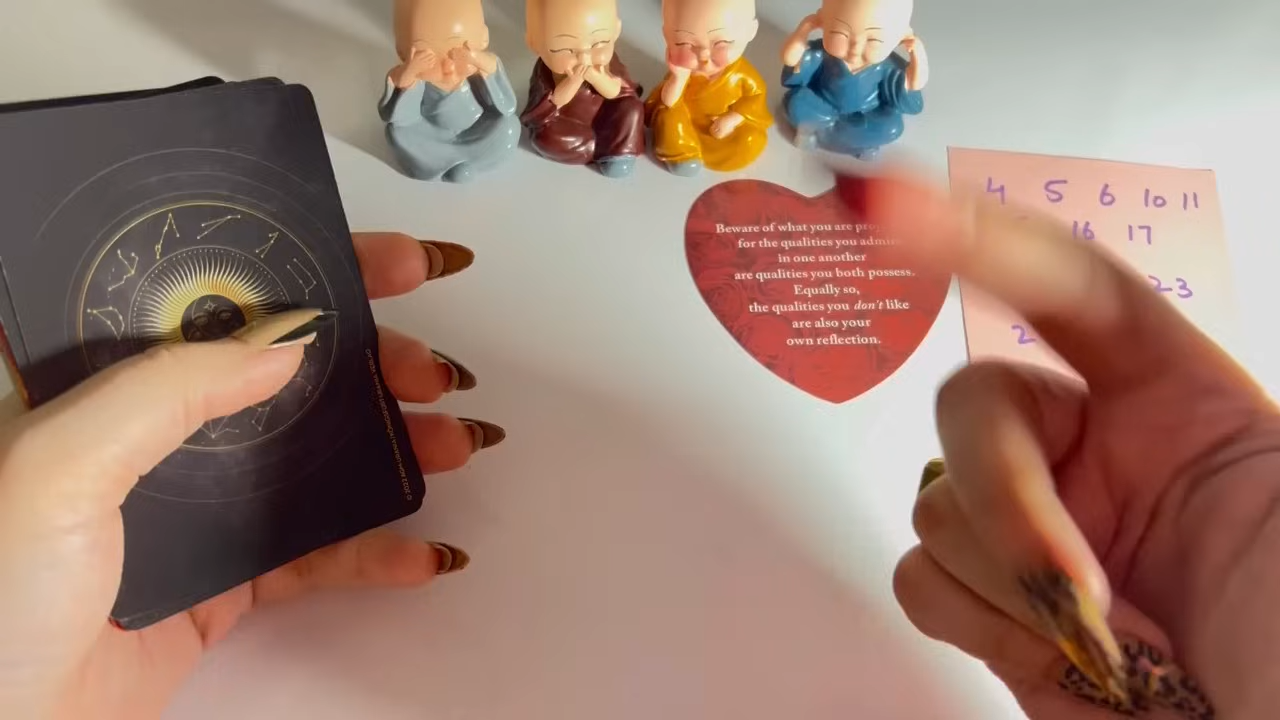 Beware of what you are
for the qualities you admire
in one another
are qualities you both possess.
Equally so,
the qualities you don't like
are also your
own reflection.
4 5 6 10 11
16 17
23